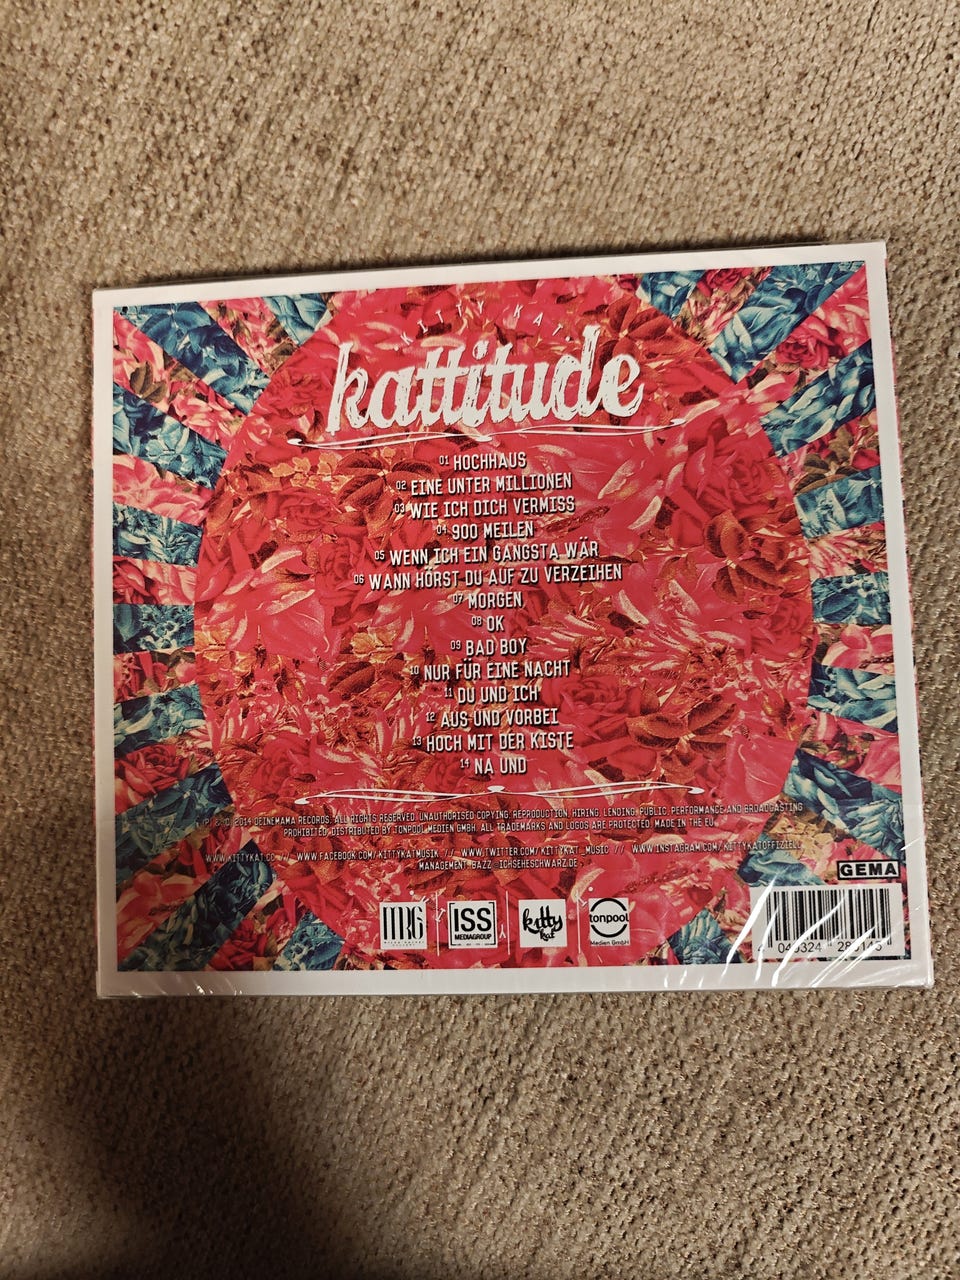 KITTY KAT
kattitude
01 HOCHHAUS
02 EINE UNTER MILLIONEN
03 WIE ICH DICH VERMISS
04 900 MEILEN
05 WENN ICH EIN GANGSTA WÄR
06 WANN HÖRST DU AUF ZU VERZEIHEN
07 MORGEN
08 OK
09 BAD BOY
10 NUR FÜR EINE NACHT
11 DU UND ICH
12 AUS UND VORBEI
13 HOCH MIT DER KISTE
14 NA UND
(P) & (C) 2014 DEINEMAMA RECORDS. ALL RIGHTS RESERVED. UNAUTHORISED COPYING, REPRODUCTION, HIRING, LENDING, PUBLIC PERFORMANCE AND BROADCASTING
PROHIBITED. DISTRIBUTED BY TONPOOL MEDIEN GMBH. ALL TRADEMARKS AND LOGOS ARE PROTECTED. MADE IN THE EU.
WWW.KITTYKAT.CC // WWW.FACEBOOK.COM/KITTYKATMUSIK // WWW.TWITTER.COM/KITTYKAT_MUSIC // WWW.INSTAGRAM.COM/KITTYKATOFFIZIELL
MANAGEMENT: BAZZ@ICHSEHESCHWARZ.DE
GEMA
ISS
MEDIAGROUP
kitty
kat
tonpool
Medien GmbH